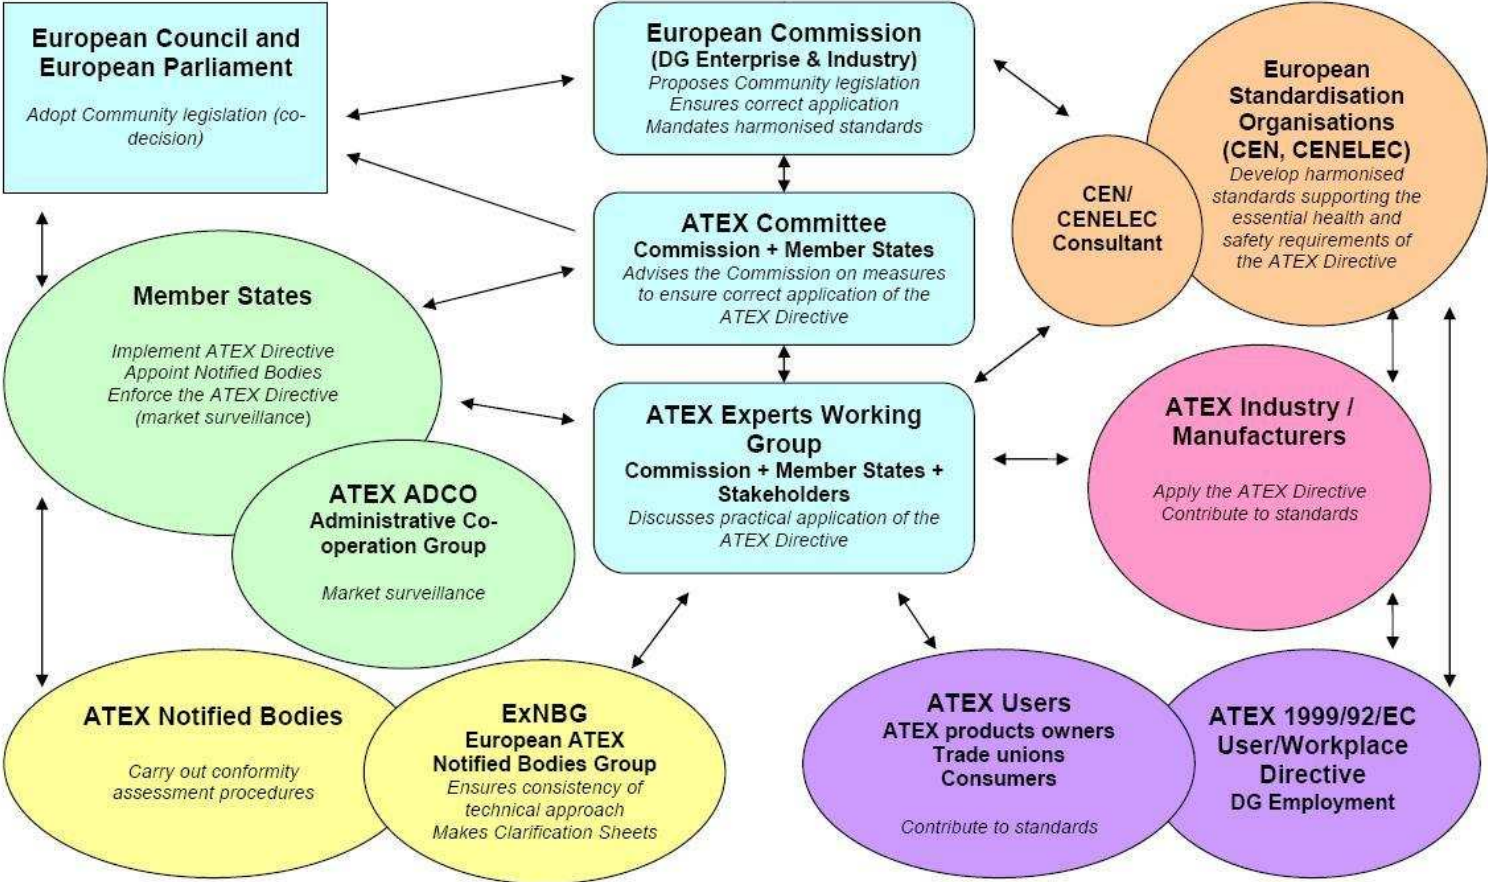 European Council and
European Parliament
Adopt Community legislation (co-
decision)
European Commission
(DG Enterprise & Industry)
Proposes Community legislation
Ensures correct application
Mandates harmonised standards
European
Standardisation
Organisations
(CEN, CENELEC)
Develop harmonised
standards supporting the
essential health and
safety requirements of
the ATEX Directive
CEN/
CENELEC
Consultant
ATEX Committee
Commission + Member States
Advises the Commission on measures
to ensure correct application of the
ATEX Directive
Member States
Implement ATEX Directive
Appoint Notified Bodies
Enforce the ATEX Directive
(market surveillance)
ATEX Experts Working
Group
Commission + Member States +
Stakeholders
Discusses practical application of the
ATEX Directive
ATEX Industry /
Manufacturers
Apply the ATEX Directive
Contribute to standards
ATEX ADCO
Administrative Co-
operation Group
Market surveillance
ATEX Notified Bodies
Carry out conformity
assessment procedures
ExNBG
European ATEX
Notified Bodies Group
Ensures consistency of
technical approach
Makes Clarification Sheets
ATEX Users
ATEX products owners
Trade unions
Consumers
Contribute to standards
ATEX 1999/92/EC
User/Workplace
Directive
DG Employment